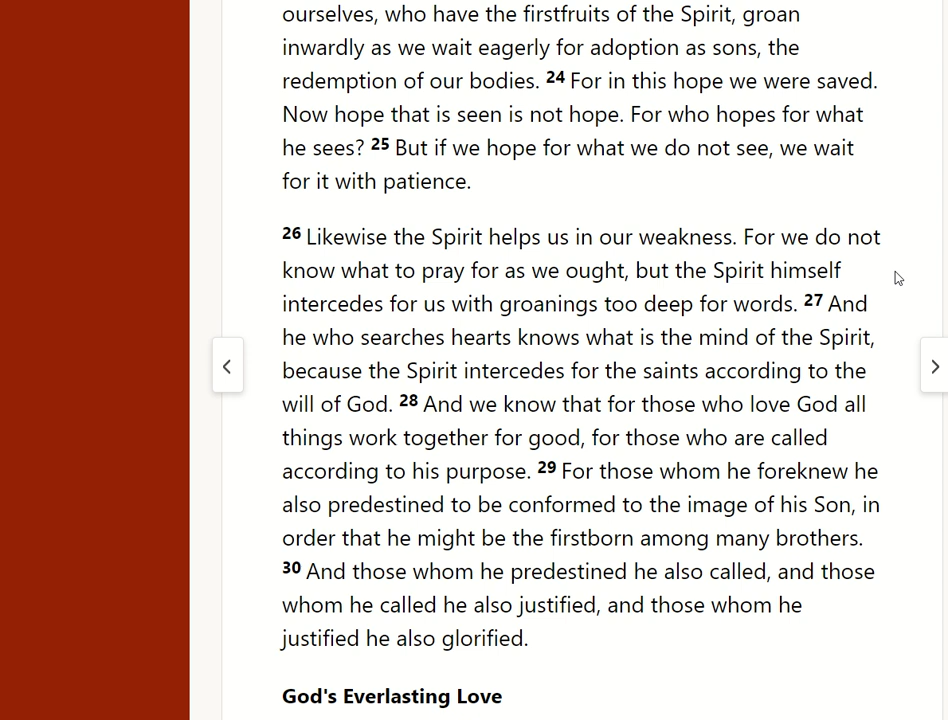 ourselves, who have the firstfruits of the Spirit, groan
inwardly as we wait eagerly for adoption as sons, the
redemption of our bodies. 24 For in this hope we were saved.
Now hope that is seen is not hope. For who hopes for what
he sees? 25 But if we hope for what we do not see, we wait
for it with patience.
26 Likewise the Spirit helps us in our weakness. For we do not
know what to pray for as we ought, but the Spirit himself
intercedes for us with groanings too deep for words. 27 And
he who searches hearts knows what is the mind of the Spirit,
because the Spirit intercedes for the saints according to the
will of God. 28 And we know that for those who love God all
things work together for good, for those who are called
according to his purpose. 29 For those whom he foreknew he
also predestined to be conformed to the image of his Son, in
order that he might be the firstborn among many brothers.
30 And those whom he predestined he also called, and those
whom he called he also justified, and those whom he
justified he also glorified.
God's Everlasting Love